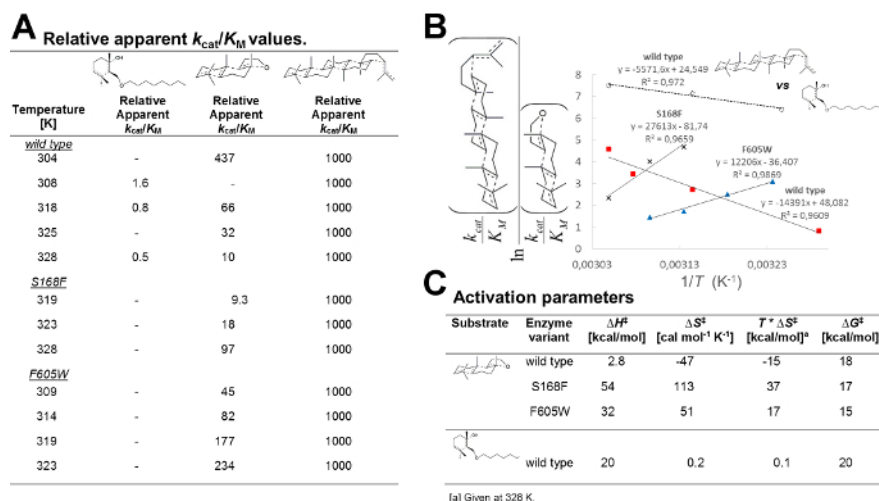 A Relative apparent kcat/KM values.
Temperature [K] Relative Apparent kcat/KM Relative Apparent kcat/KM Relative Apparent kcat/KM
wild type
304 - 437 1000
308 1.6 - 1000
318 0.8 66 1000
325 - 32 1000
328 0.5 10 1000
S168F
319 - 9.3 1000
323 - 18 1000
328 - 97 1000
F605W
309 - 45 1000
314 - 82 1000
319 - 177 1000
323 - 234 1000
B
OH
O
kcat
KM
ln
kcat
KM
8
7
6
5
4
3
2
1
0
wild type
y = -5571,6x + 24,549
R² = 0,972
vs
OH
S168F
y = 27613x - 81,74
R² = 0,9659
F605W
y = 12206x - 36,407
R² = 0,9869
wild type
y = -14391x + 48,082
R² = 0,9609
0,00303 0,00313 0,00323
1/T (K⁻¹)
C Activation parameters
Substrate Enzyme variant ΔH‡ [kcal/mol] ΔS‡ [cal mol⁻¹ K⁻¹] T * ΔS‡ [kcal/mol]ᵃ ΔG‡ [kcal/mol]
wild type 2.8 -47 -15 18
S168F 54 113 37 17
F605W 32 51 17 15
wild type 20 0.2 0.1 20
[a] Given at 328 K.